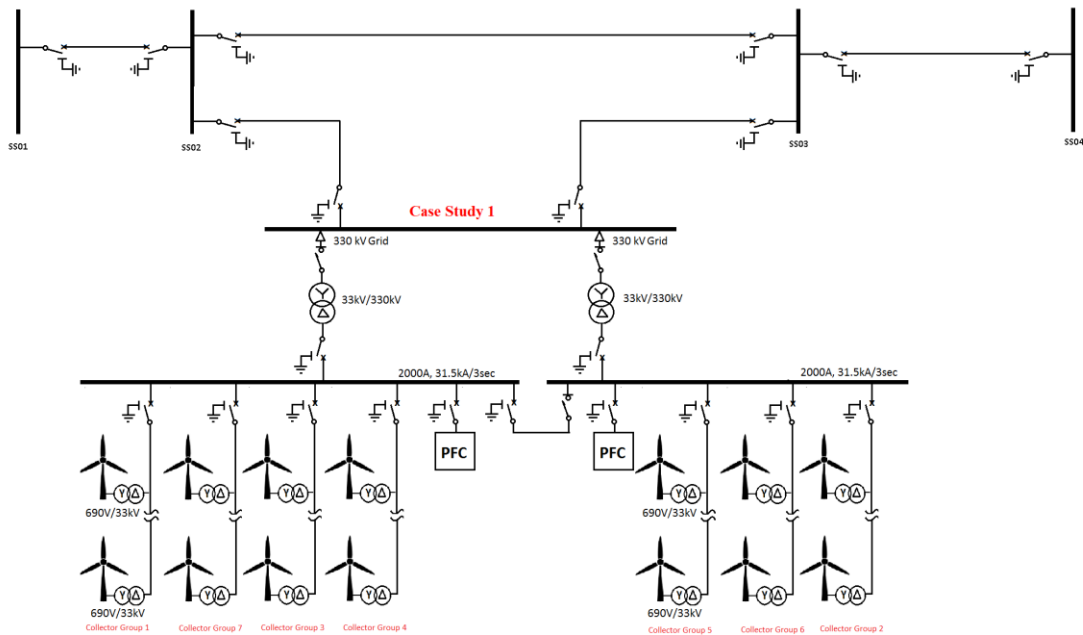 SS01
SS02
SS03
SS04
Case Study 1
330 kV Grid
330 kV Grid
33kV/330kV
33kV/330kV
2000A, 31.5kA/3sec
2000A, 31.5kA/3sec
PFC
PFC
Y Δ
Y Δ
Y Δ
Y Δ
Y Δ
Y Δ
Y Δ
690V/33kV
690V/33kV
Y Δ
Y Δ
Y Δ
Y Δ
Y Δ
Y Δ
Y Δ
690V/33kV
690V/33kV
Collector Group 1
Collector Group 7
Collector Group 3
Collector Group 4
Collector Group 5
Collector Group 6
Collector Group 2